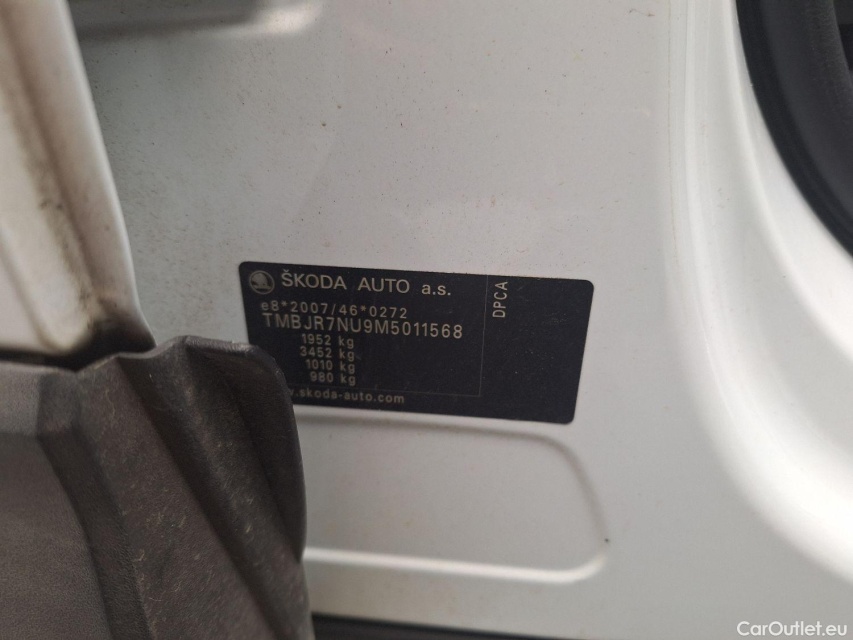 ŠKODA AUTO a.s.
DPCA
e8*2007/46*0272
TMBJR7NU9M5011568
1952 kg
3452 kg
1010 kg
980 kg
.skoda-auto.com
CarOutlet.eu